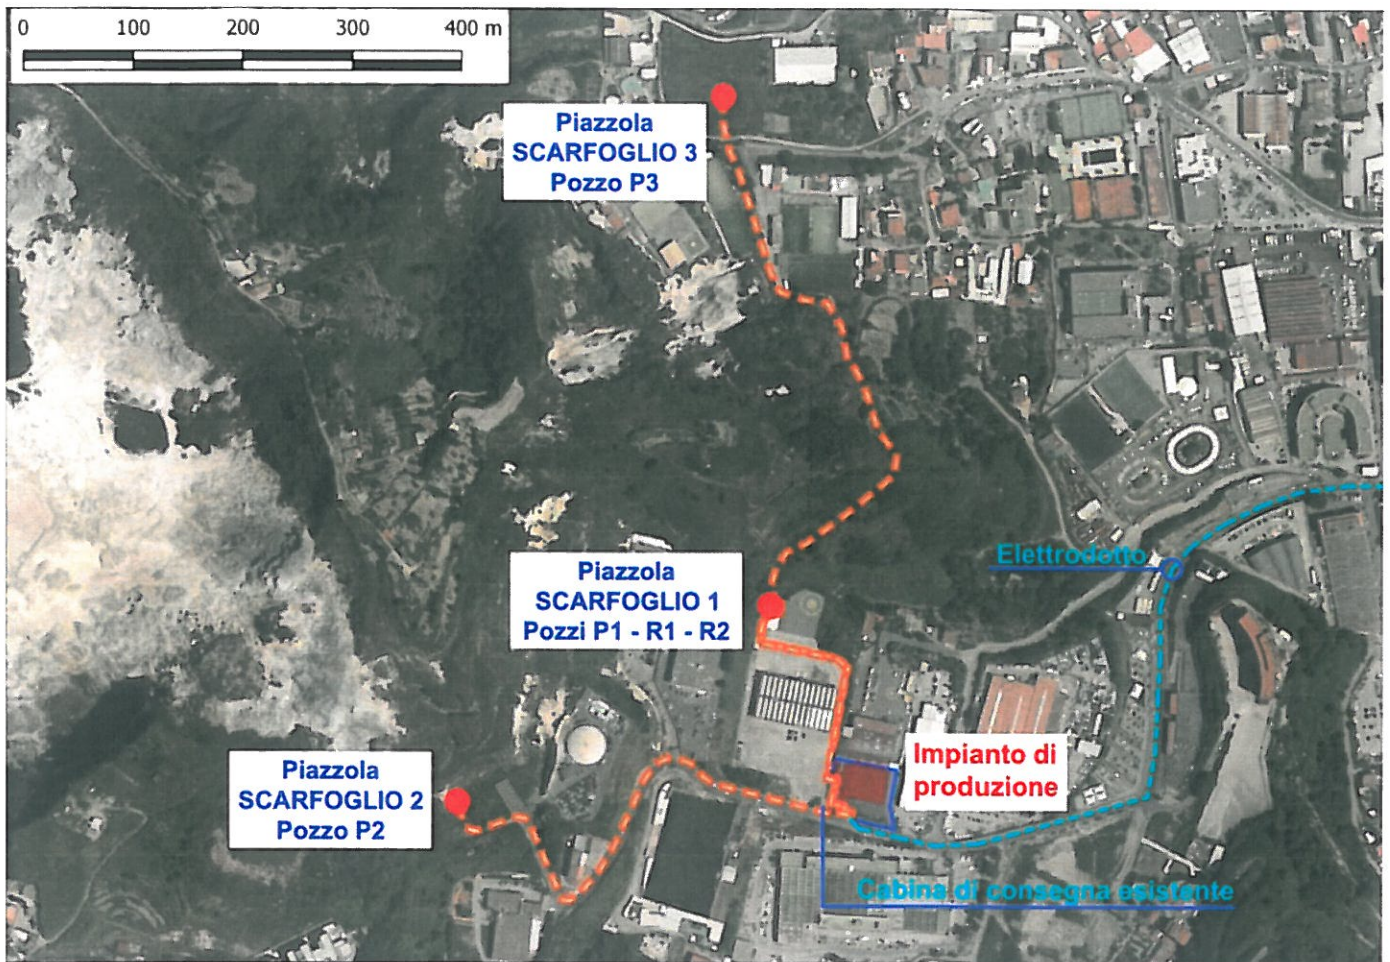 0 100 200 300 400 m
Piazzola
SCARFOGLIO 3
Pozzo P3
Elettrodotto
Piazzola
SCARFOGLIO 1
Pozzi P1 - R1 - R2
Impianto di
produzione
Piazzola
SCARFOGLIO 2
Pozzo P2
Cabina di consegna esistente